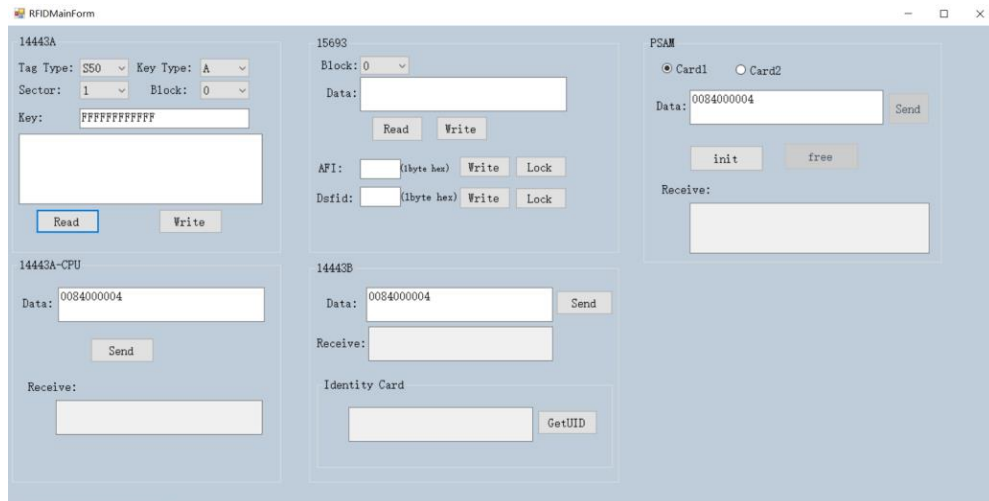 RFIDMainForm
14443A
Tag Type: S50 Key Type: A
Sector: 1 Block: 0
Key: FFFFFFFFFFFF
Read Write
14443A-CPU
Data: 0084000004
Send
Receive:
15693
Block: 0
Data:
Read Write
AFI: (1byte hex) Write Lock
Dsfid: (1byte hex) Write Lock
14443B
Data: 0084000004 Send
Receive:
Identity Card
GetUID
PSAM
Card1 Card2
Data: 0084000004 Send
init free
Receive: